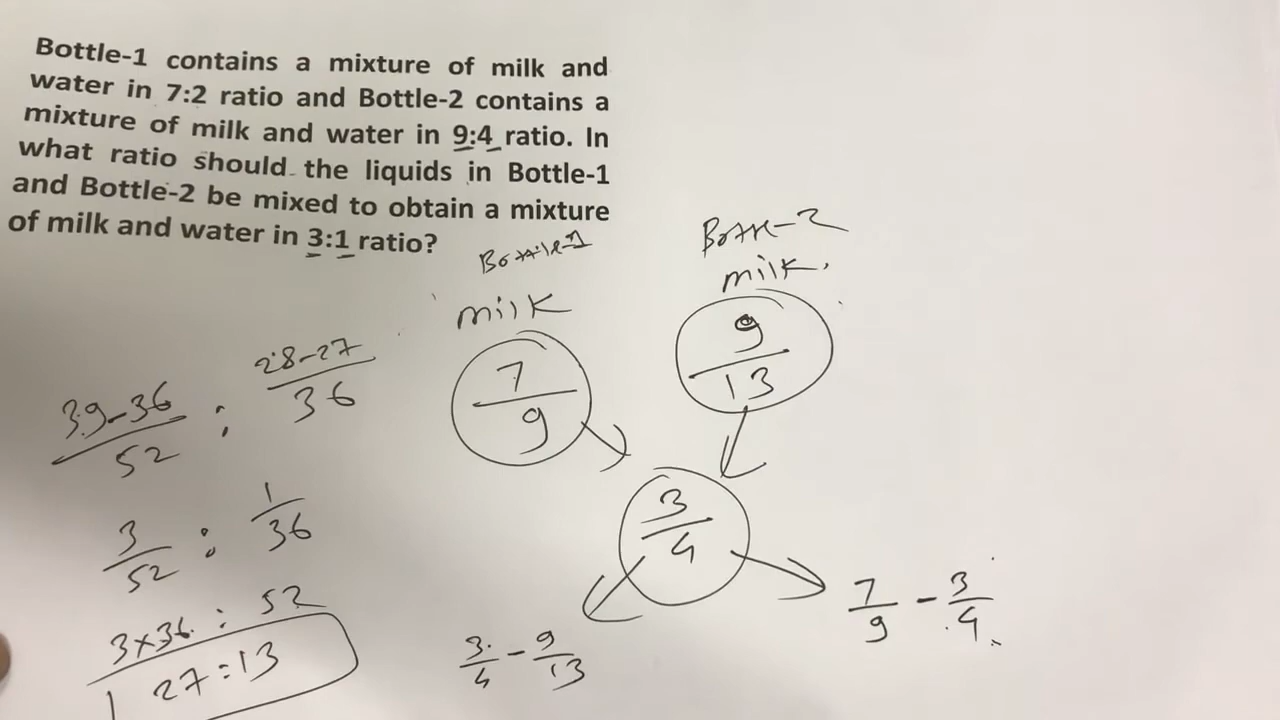 Bottle-1 contains a mixture of milk and
water in 7:2 ratio and Bottle-2 contains a
mixture of milk and water in 9:4 ratio. In
what ratio should the liquids in Bottle-1
and Bottle-2 be mixed to obtain a mixture
of milk and water in 3:1 ratio?
Bottle-1
milk
7/9
Bottle-2
milk
9/13
3/4
3/4 - 9/13
7/9 - 3/4
39-36/52 : 28-27/36
3/52 : 1/36
3×36 : 52
27:13